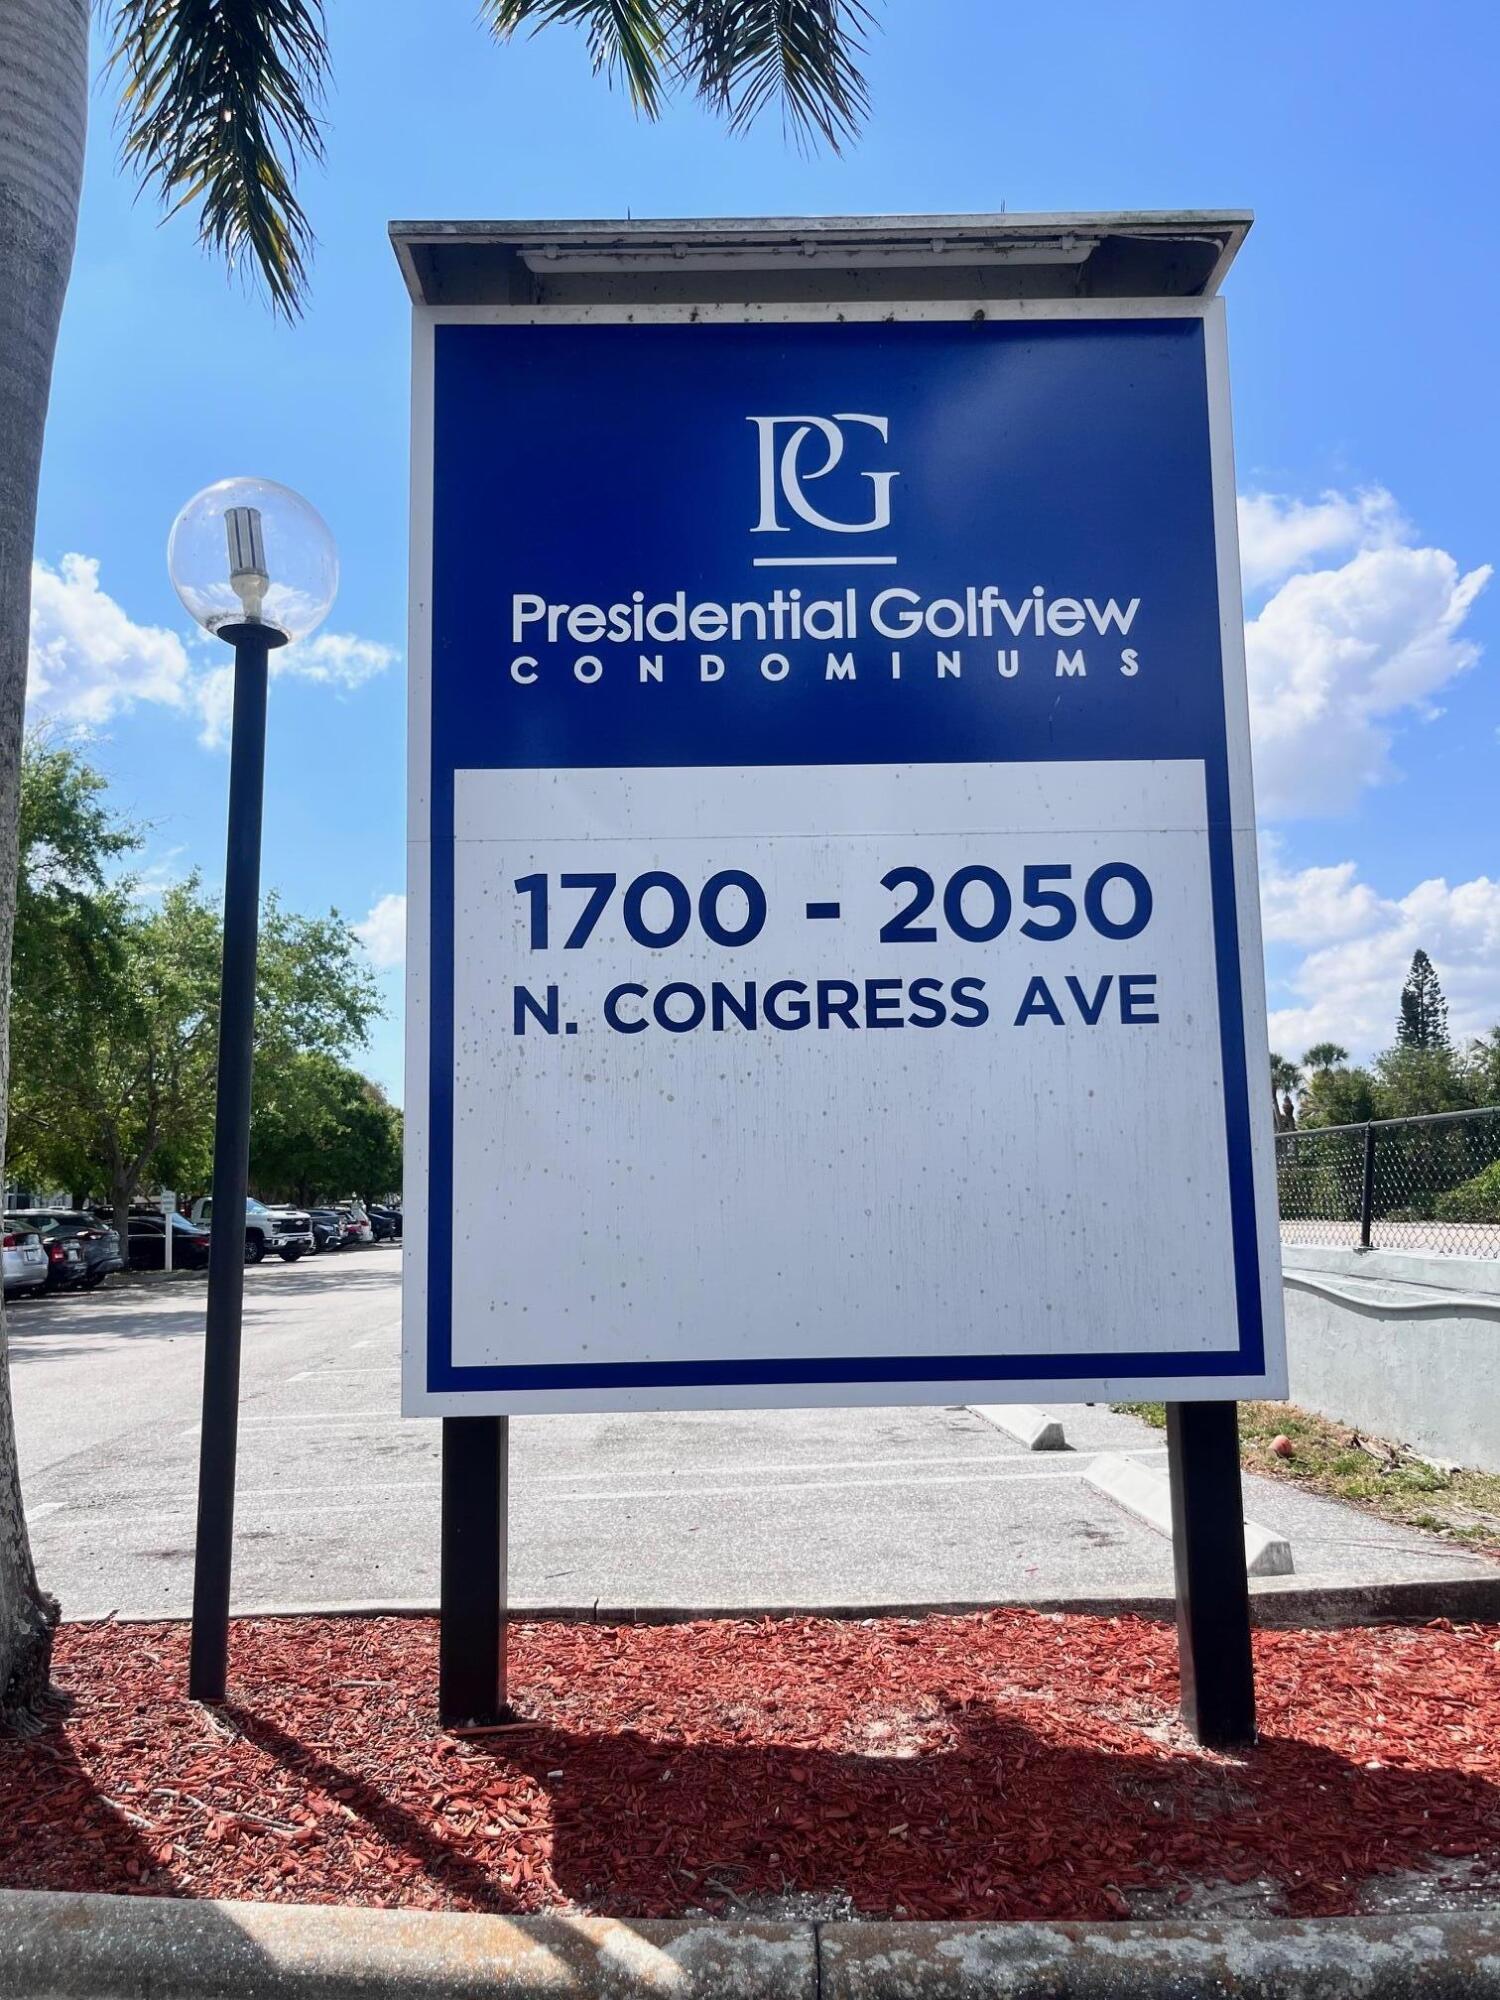 PG
Presidential Golfview
CONDOMINUMS
1700 - 2050
N. CONGRESS AVE